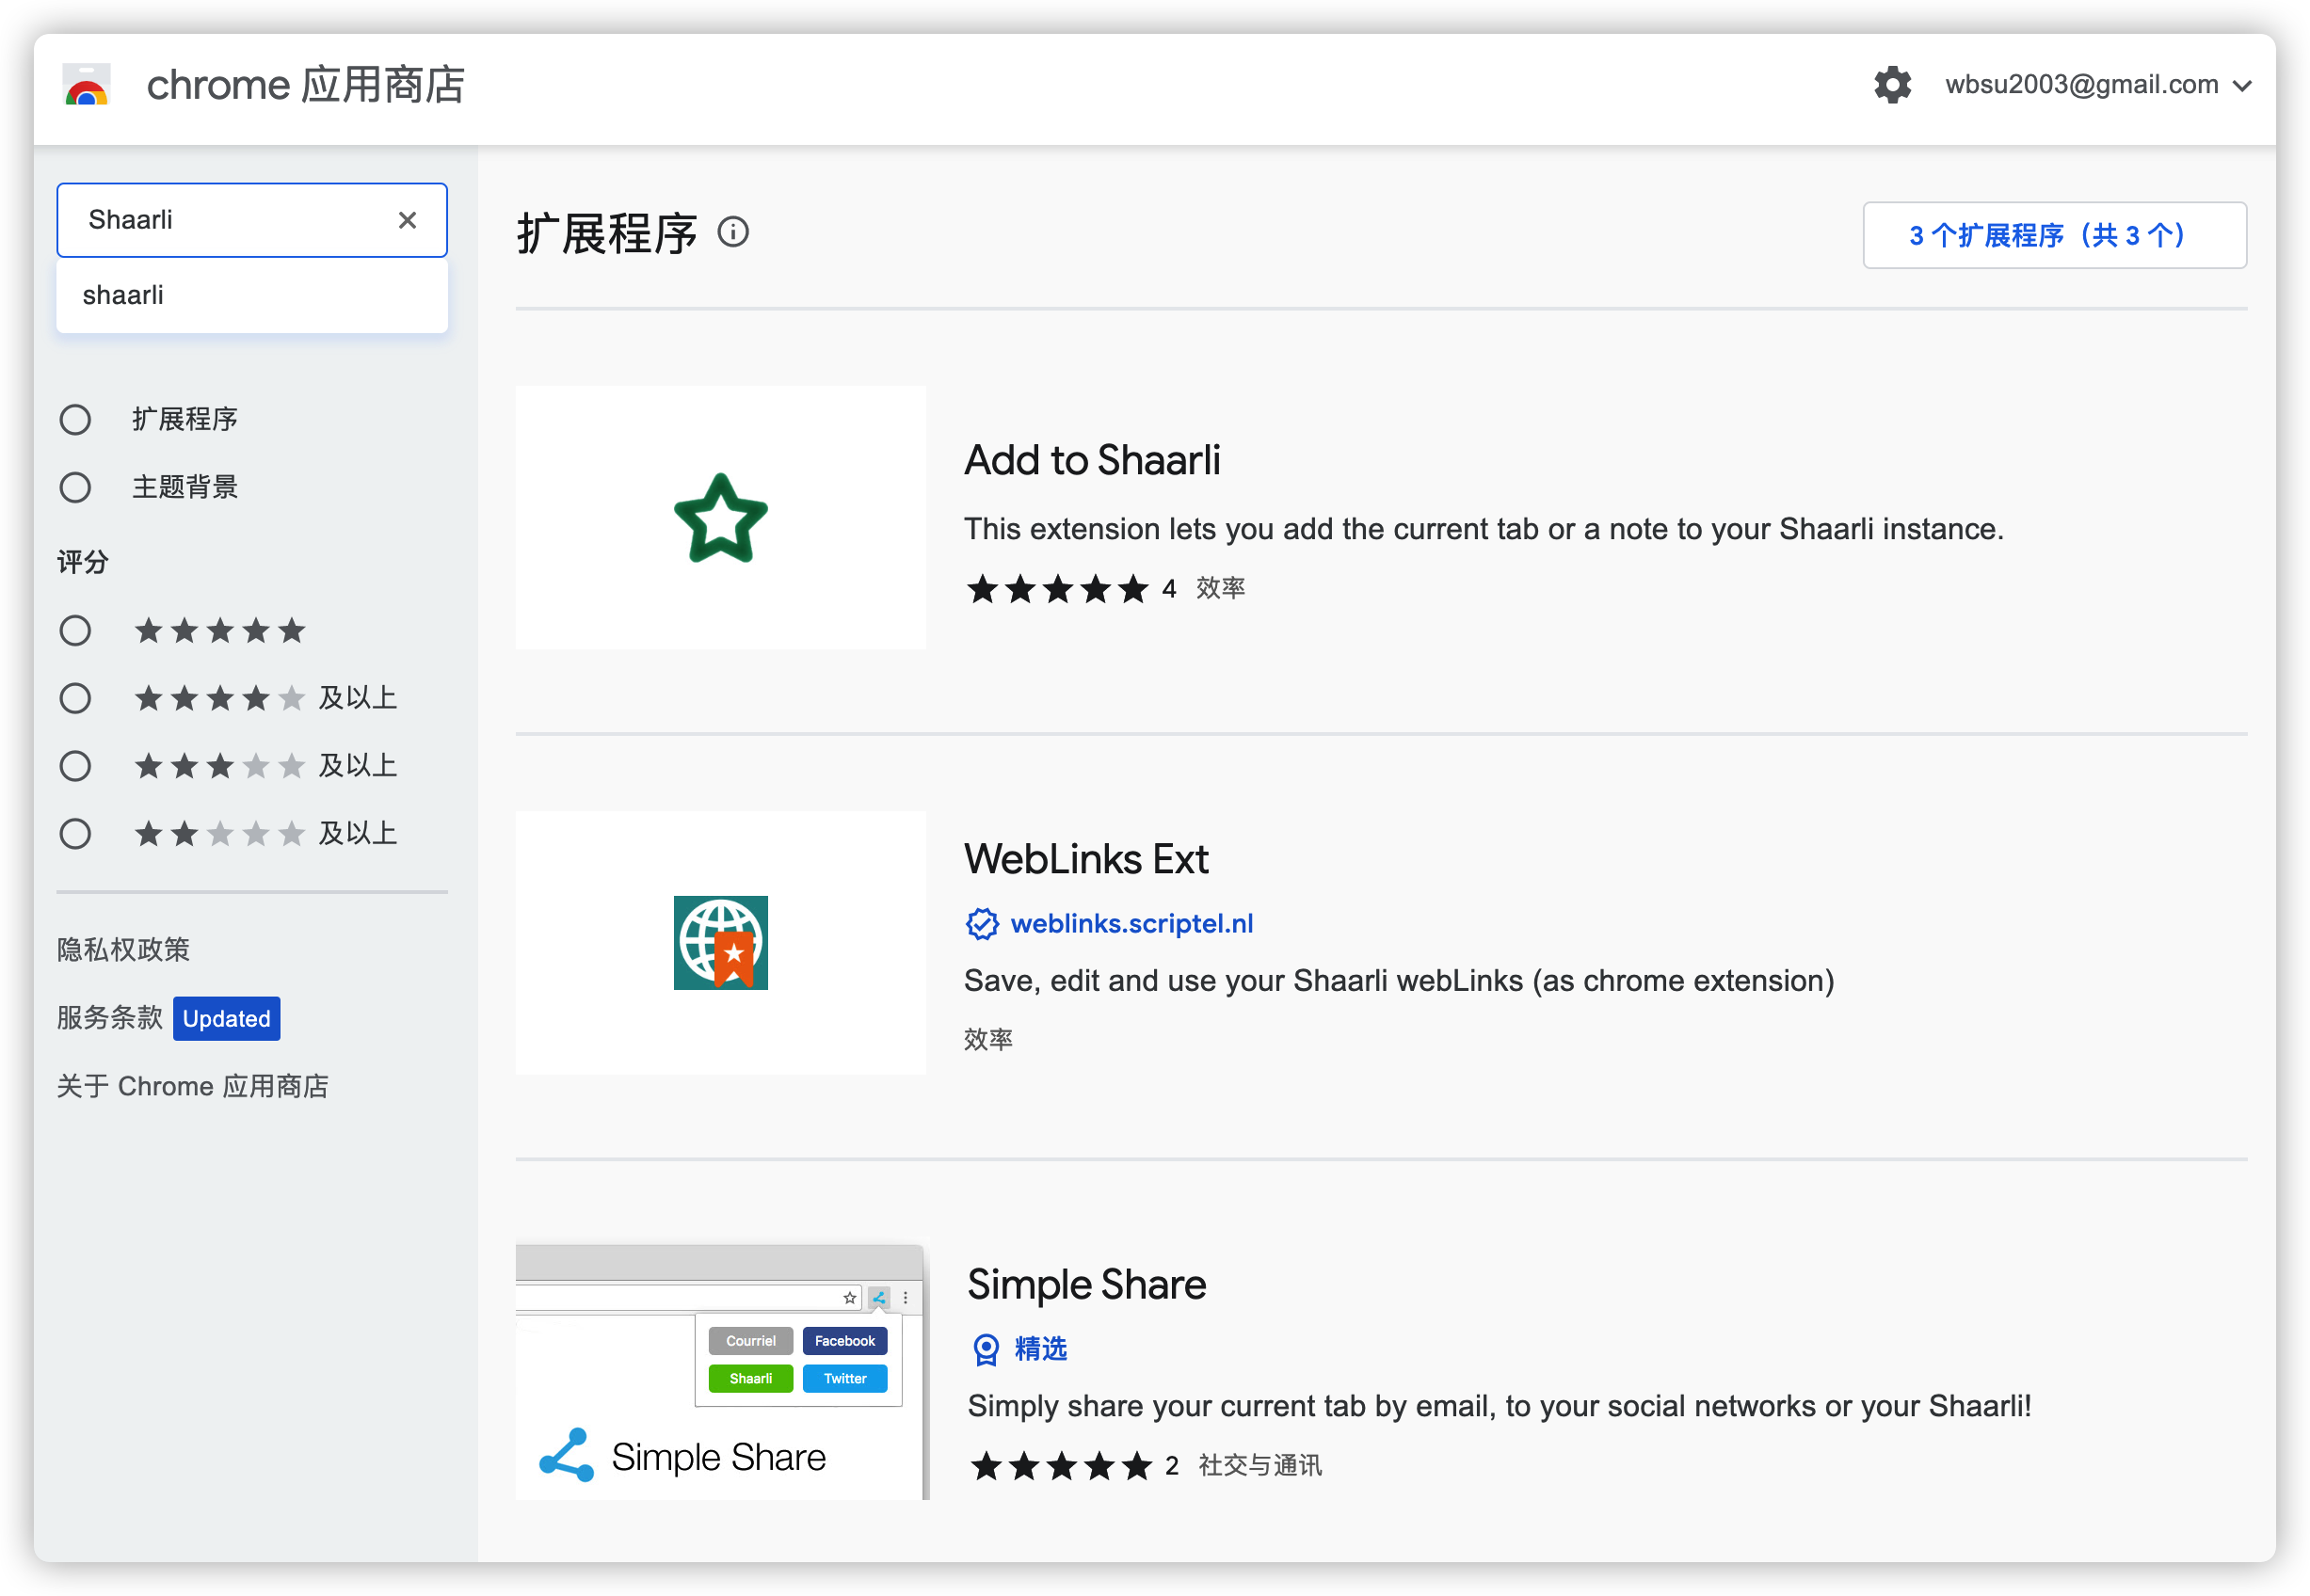 chrome 应用商店
wbsu2003@gmail.com
Shaarli
shaarli
扩展程序
主题背景
评分
及以上
及以上
及以上
隐私权政策
服务条款 Updated
关于 Chrome 应用商店
扩展程序
3 个扩展程序（共 3 个）
Add to Shaarli
This extension lets you add the current tab or a note to your Shaarli instance.
4 效率
WebLinks Ext
weblinks.scriptel.nl
Save, edit and use your Shaarli webLinks (as chrome extension)
效率
Courriel Facebook
Shaarli Twitter
Simple Share
Simple Share
精选
Simply share your current tab by email, to your social networks or your Shaarli!
2 社交与通讯